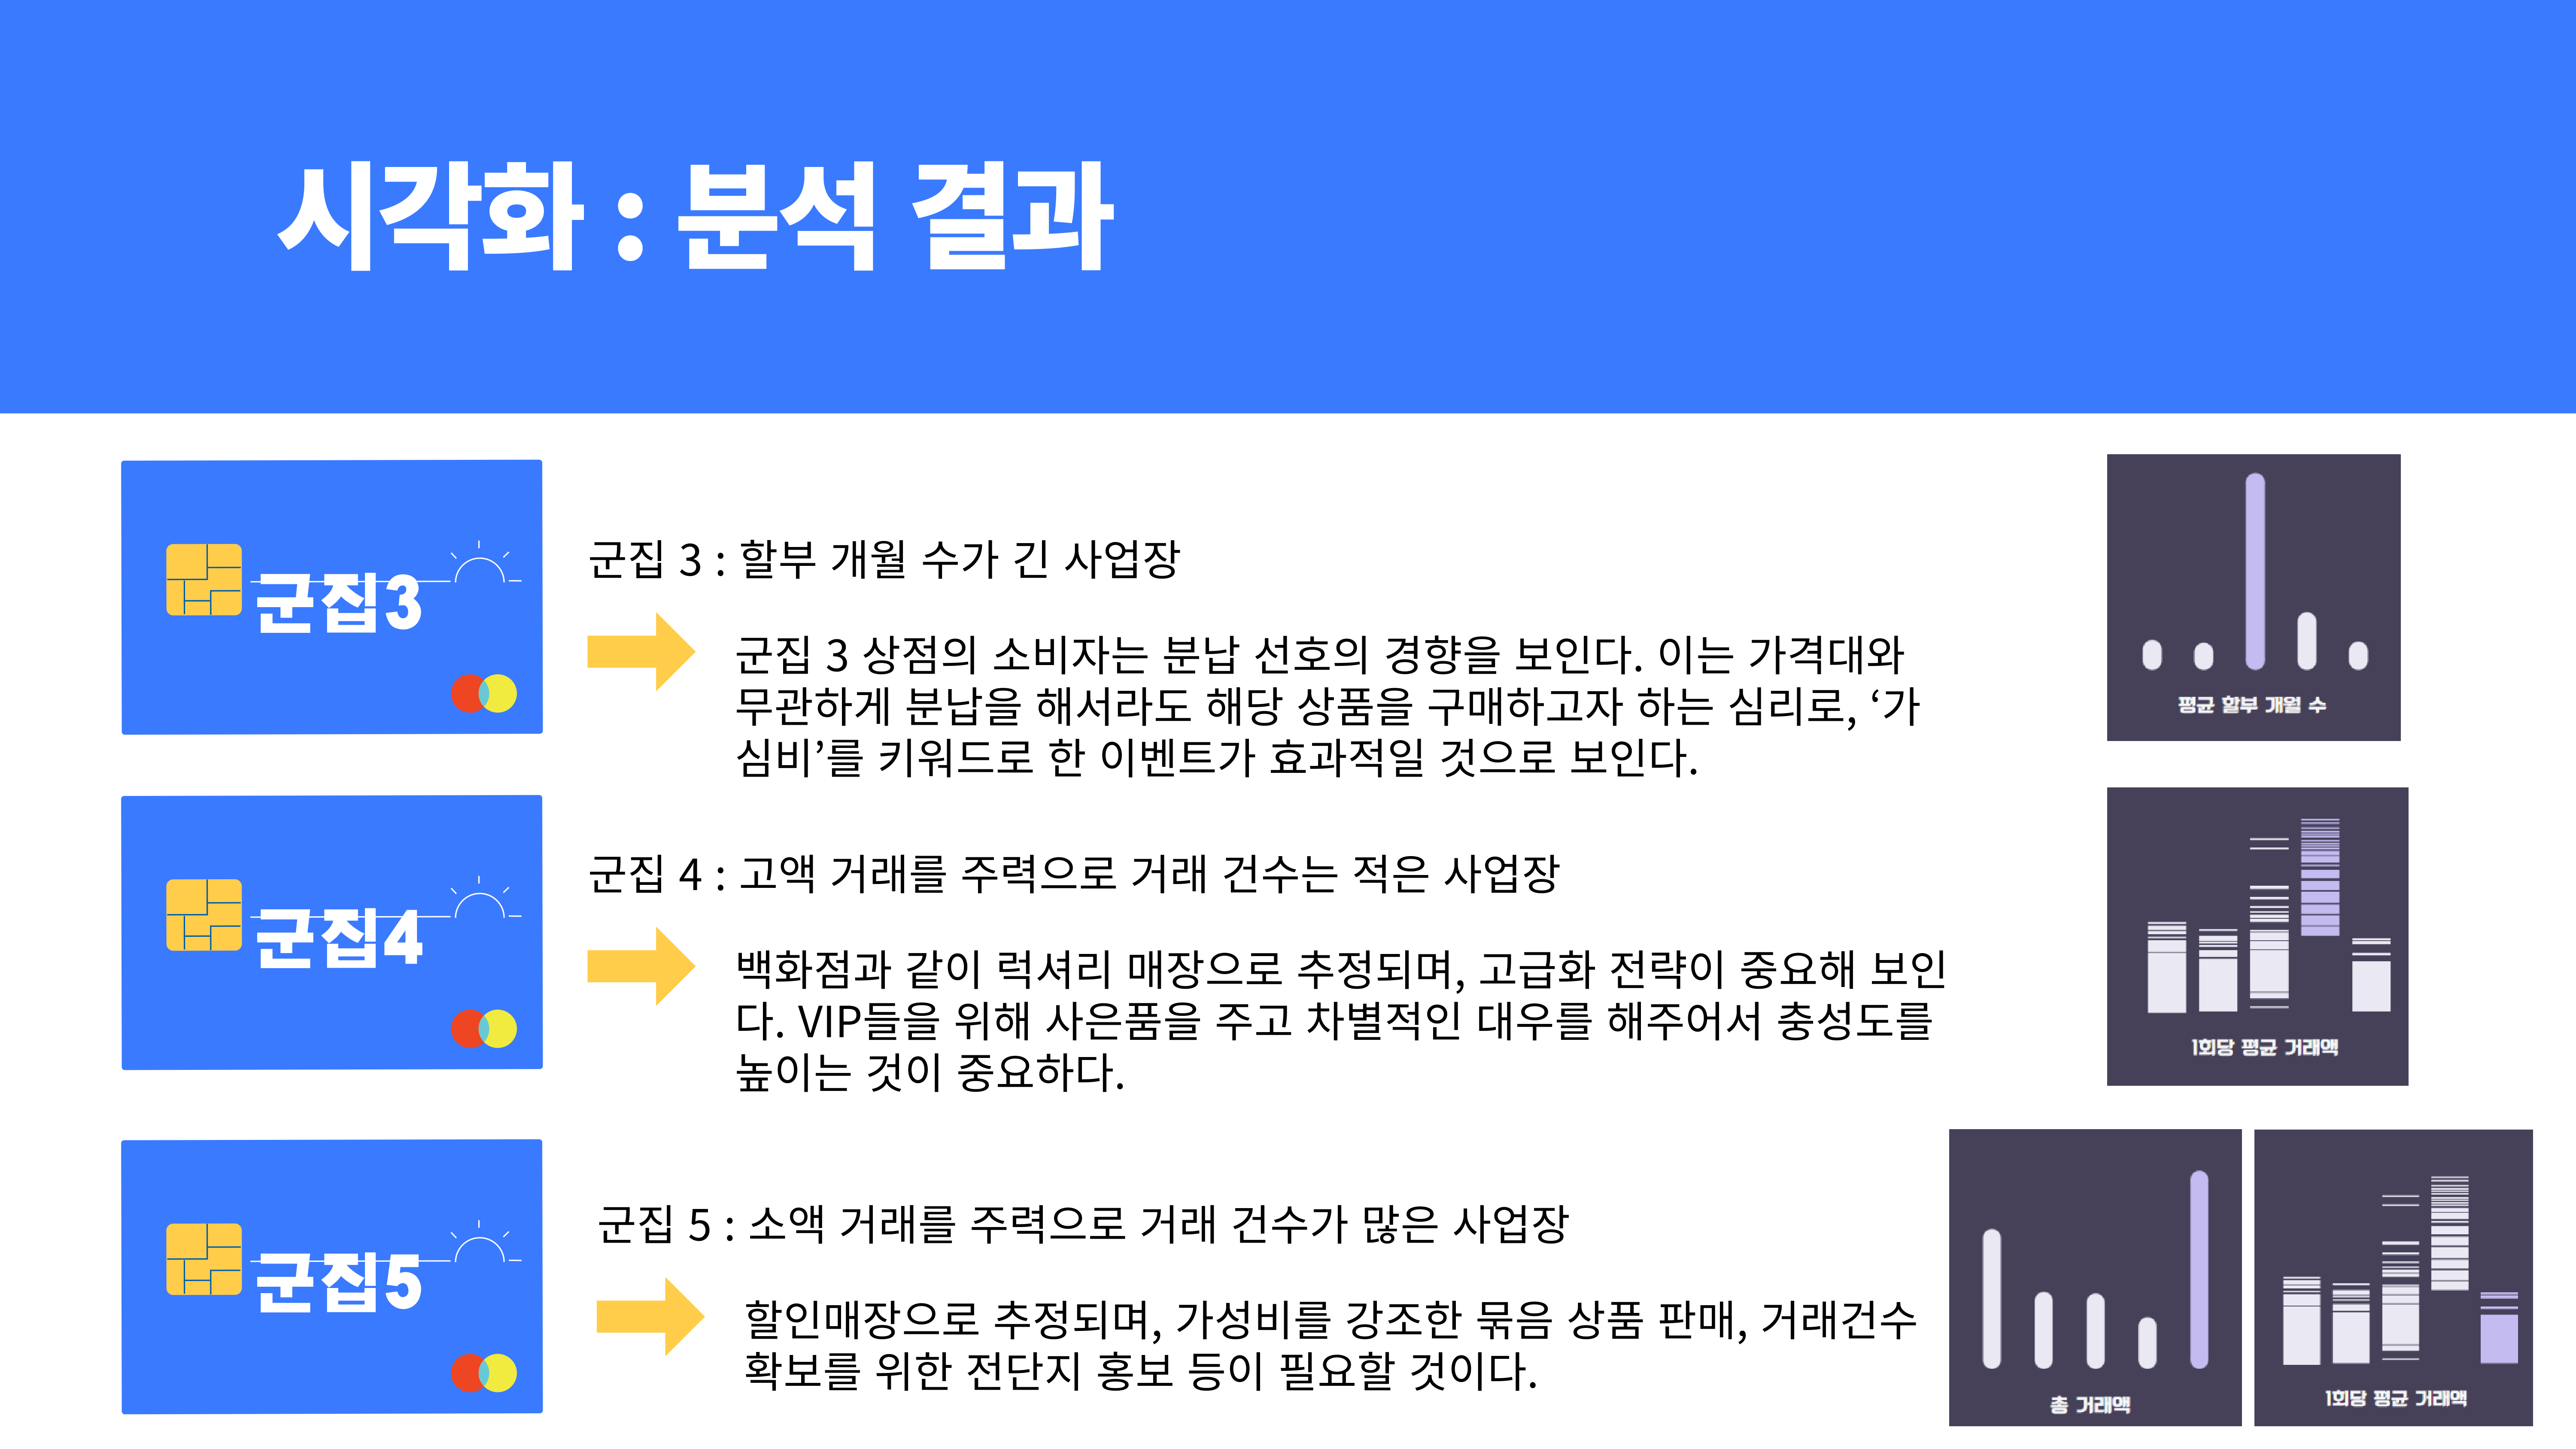 시각화 : 분석 결과
군집3
군집 3 : 할부 개월 수가 긴 사업장
군집 3 상점의 소비자는 분납 선호의 경향을 보인다. 이는 가격대와
무관하게 분납을 해서라도 해당 상품을 구매하고자 하는 심리로, ‘가
심비’를 키워드로 한 이벤트가 효과적일 것으로 보인다.
평균 할부 개월 수
군집4
군집 4 : 고액 거래를 주력으로 거래 건수는 적은 사업장
백화점과 같이 럭셔리 매장으로 추정되며, 고급화 전략이 중요해 보인
다. VIP들을 위해 사은품을 주고 차별적인 대우를 해주어서 충성도를
높이는 것이 중요하다.
1회당 평균 거래액
군집5
군집 5 : 소액 거래를 주력으로 거래 건수가 많은 사업장
할인매장으로 추정되며, 가성비를 강조한 묶음 상품 판매, 거래건수
확보를 위한 전단지 홍보 등이 필요할 것이다.
총 거래액
1회당 평균 거래액